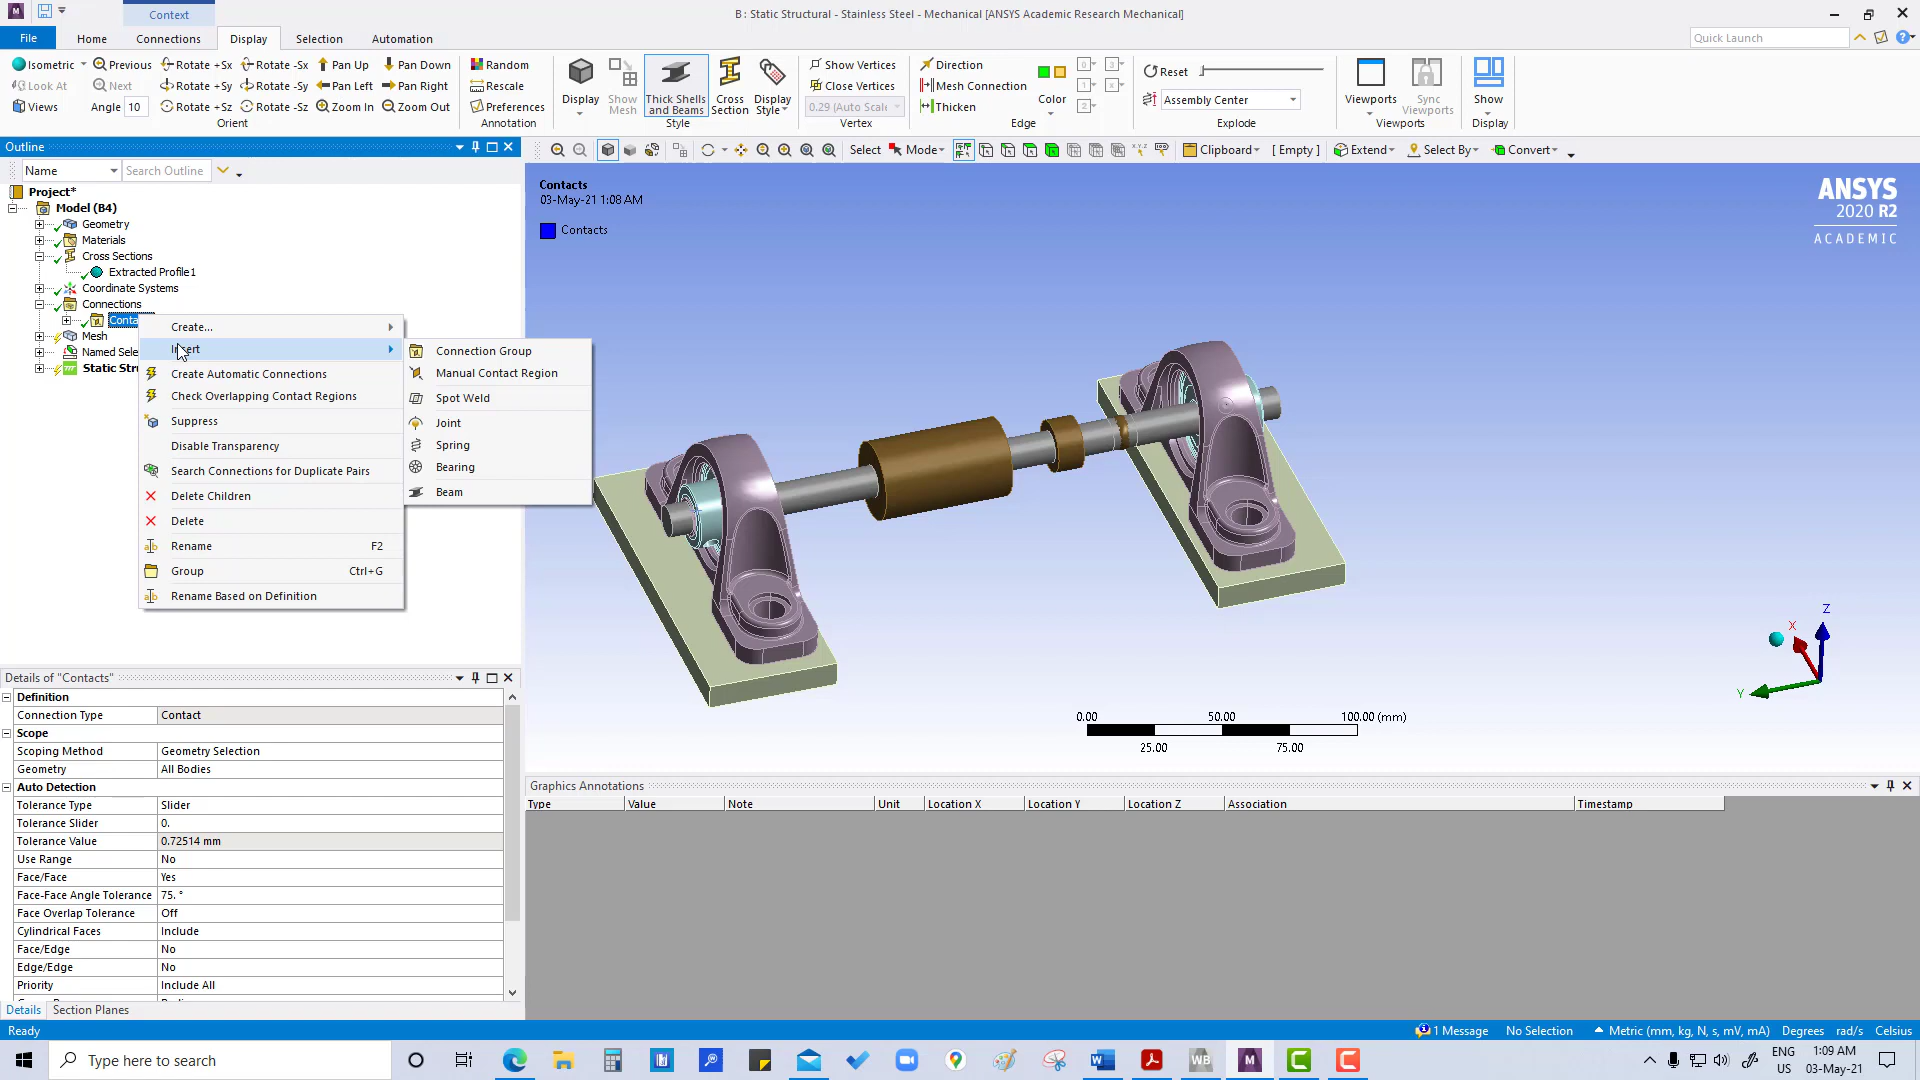 Context
B : Static Structural - Stainless Steel - Mechanical [ANSYS Academic Research Mechanical]
File
Home
Connections
Display
Selection
Automation
Quick Launch
Isometric
Previous
Rotate +Sx
Rotate -Sx
Pan Up
Pan Down
Look At
Next
Rotate +Sy
Rotate -Sy
Pan Left
Pan Right
Views
Angle 10
Rotate +Sz
Rotate -Sz
Zoom In
Zoom Out
Orient
Random
Rescale
Preferences
Annotation
Display
Show Mesh
Thick Shells and Beams
Cross Section
Display Style
Style
Show Vertices
Close Vertices
0.29 (Auto Scale
Vertex
Direction
Mesh Connection
Thicken
Color
Edge
Reset
Assembly Center
Explode
Viewports
Sync Viewports
Viewports
Show
Display
Outline
Name
Search Outline
Select
Mode
Clipboard
[ Empty ]
Extend
Select By
Convert
Project*
Model (B4)
Geometry
Materials
Cross Sections
Extracted Profile1
Coordinate Systems
Connections
Conta
Mesh
Named Sele
Static Stru
Create...
Insert
Create Automatic Connections
Check Overlapping Contact Regions
Suppress
Disable Transparency
Search Connections for Duplicate Pairs
Delete Children
Delete
Rename F2
Group Ctrl+G
Rename Based on Definition
Connection Group
Manual Contact Region
Spot Weld
Joint
Spring
Bearing
Beam
Contacts
03-May-21 1:08 AM
Contacts
ANSYS
2020 R2
ACADEMIC
Z
X
Y
0.00 50.00 100.00 (mm)
25.00 75.00
Details of "Contacts"
Definition
Connection Type Contact
Scope
Scoping Method Geometry Selection
Geometry All Bodies
Auto Detection
Tolerance Type Slider
Tolerance Slider 0.
Tolerance Value 0.72514 mm
Use Range No
Face/Face Yes
Face-Face Angle Tolerance 75. °
Face Overlap Tolerance Off
Cylindrical Faces Include
Face/Edge No
Edge/Edge No
Priority Include All
Details
Section Planes
Graphics Annotations
Type Value Note Unit Location X Location Y Location Z Association Timestamp
Ready
1 Message
No Selection
Metric (mm, kg, N, s, mV, mA)
Degrees
rad/s
Celsius
Type here to search
ENG
US
1:09 AM
03-May-21